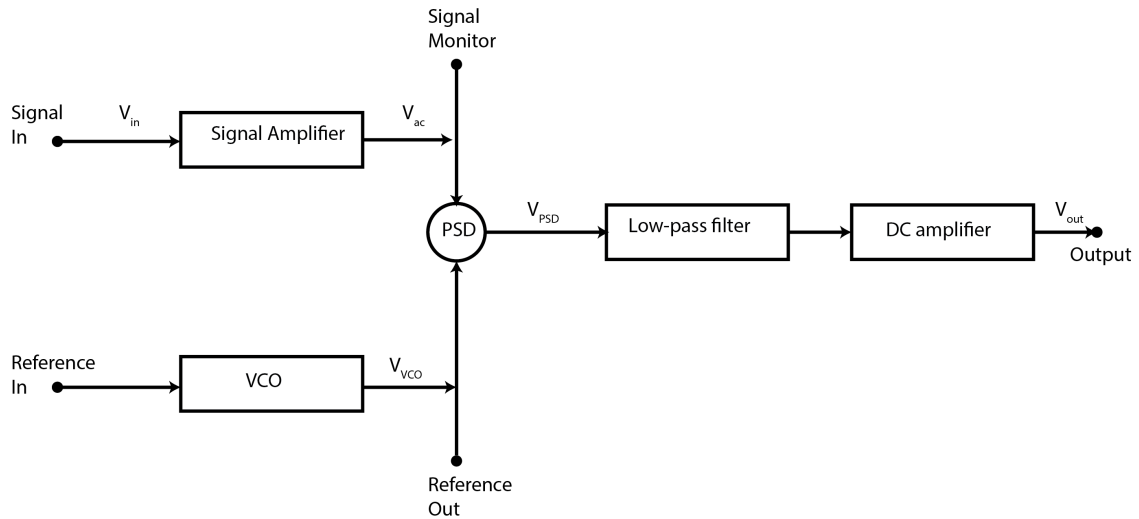 Signal
Monitor
Signal
In
V_in
Signal Amplifier
V_ac
PSD
V_PSD
Low-pass filter
DC amplifier
V_out
Output
Reference
In
VCO
V_VCO
Reference
Out